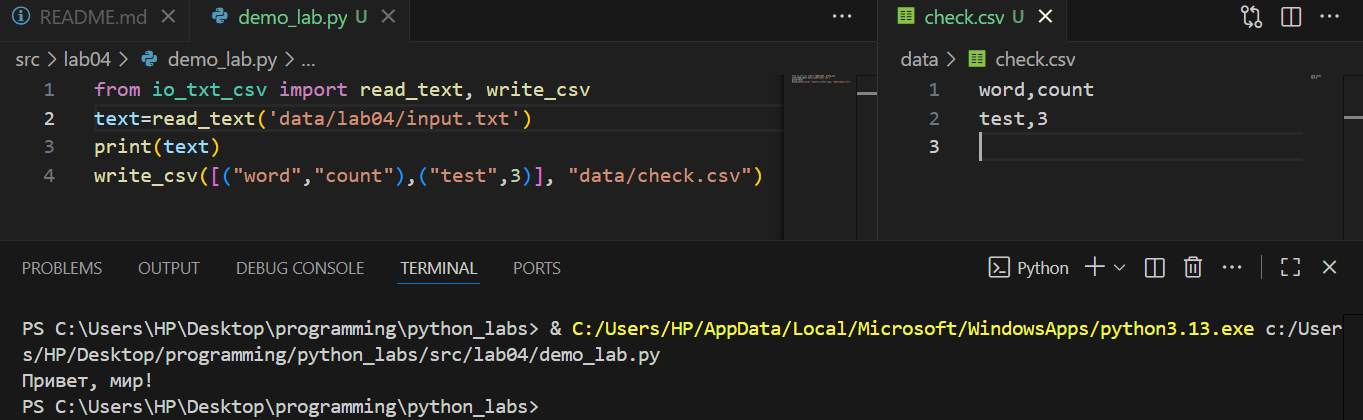 README.md demo_lab.py U
src > lab04 > demo_lab.py > ...
1 from io_txt_csv import read_text, write_csv
2 text=read_text('data/lab04/input.txt')
3 print(text)
4 write_csv([("word","count"),("test",3)], "data/check.csv")
check.csv U
data > check.csv
1 word,count
2 test,3
3
PROBLEMS OUTPUT DEBUG CONSOLE TERMINAL PORTS Python
PS C:\Users\HP\Desktop\programming\python_labs> & C:/Users/HP/AppData/Local/Microsoft/WindowsApps/python3.13.exe c:/User
s/HP/Desktop/programming/python_labs/src/lab04/demo_lab.py
Привет, мир!
PS C:\Users\HP\Desktop\programming\python_labs>